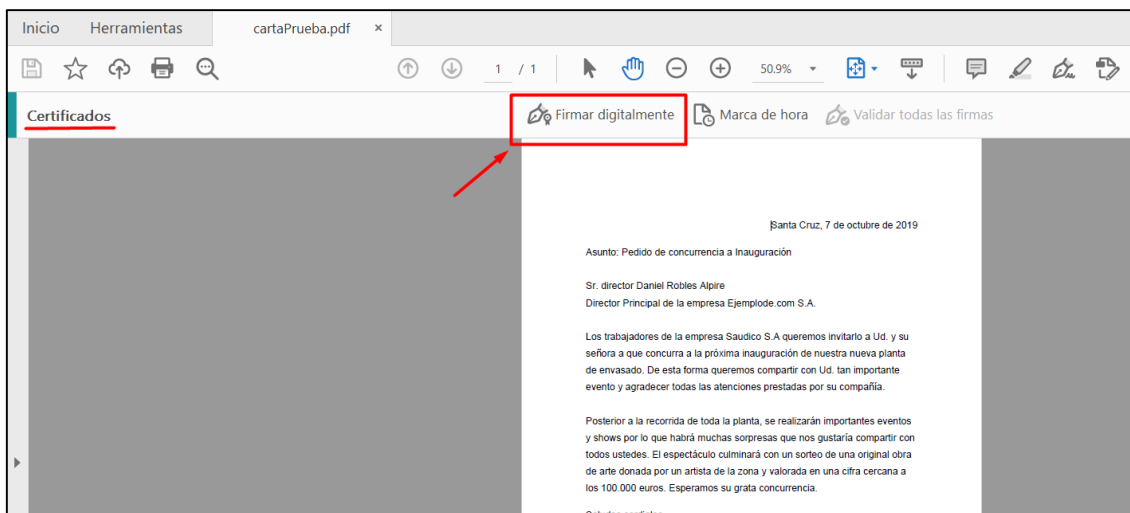 Inicio Herramientas cartaPrueba.pdf ×
1 / 1 50.9%
Certificados Firmar digitalmente Marca de hora Validar todas las firmas
Santa Cruz, 7 de octubre de 2019
Asunto: Pedido de concurrencia a Inauguración
Sr. director Daniel Robles Alpire
Director Principal de la empresa Ejemplode.com S.A.
Los trabajadores de la empresa Saudico S.A queremos invitarlo a Ud. y su
señora a que concurra a la próxima inauguración de nuestra nueva planta
de envasado. De esta forma queremos compartir con Ud. tan importante
evento y agradecer todas las atenciones prestadas por su compañía.
Posterior a la recorrida de toda la planta, se realizarán importantes eventos
y shows por lo que habrá muchas sorpresas que nos gustaría compartir con
todos ustedes. El espectáculo culminará con un sorteo de una original obra
de arte donada por un artista de la zona y valorada en una cifra cercana a
los 100.000 euros. Esperamos su grata concurrencia.